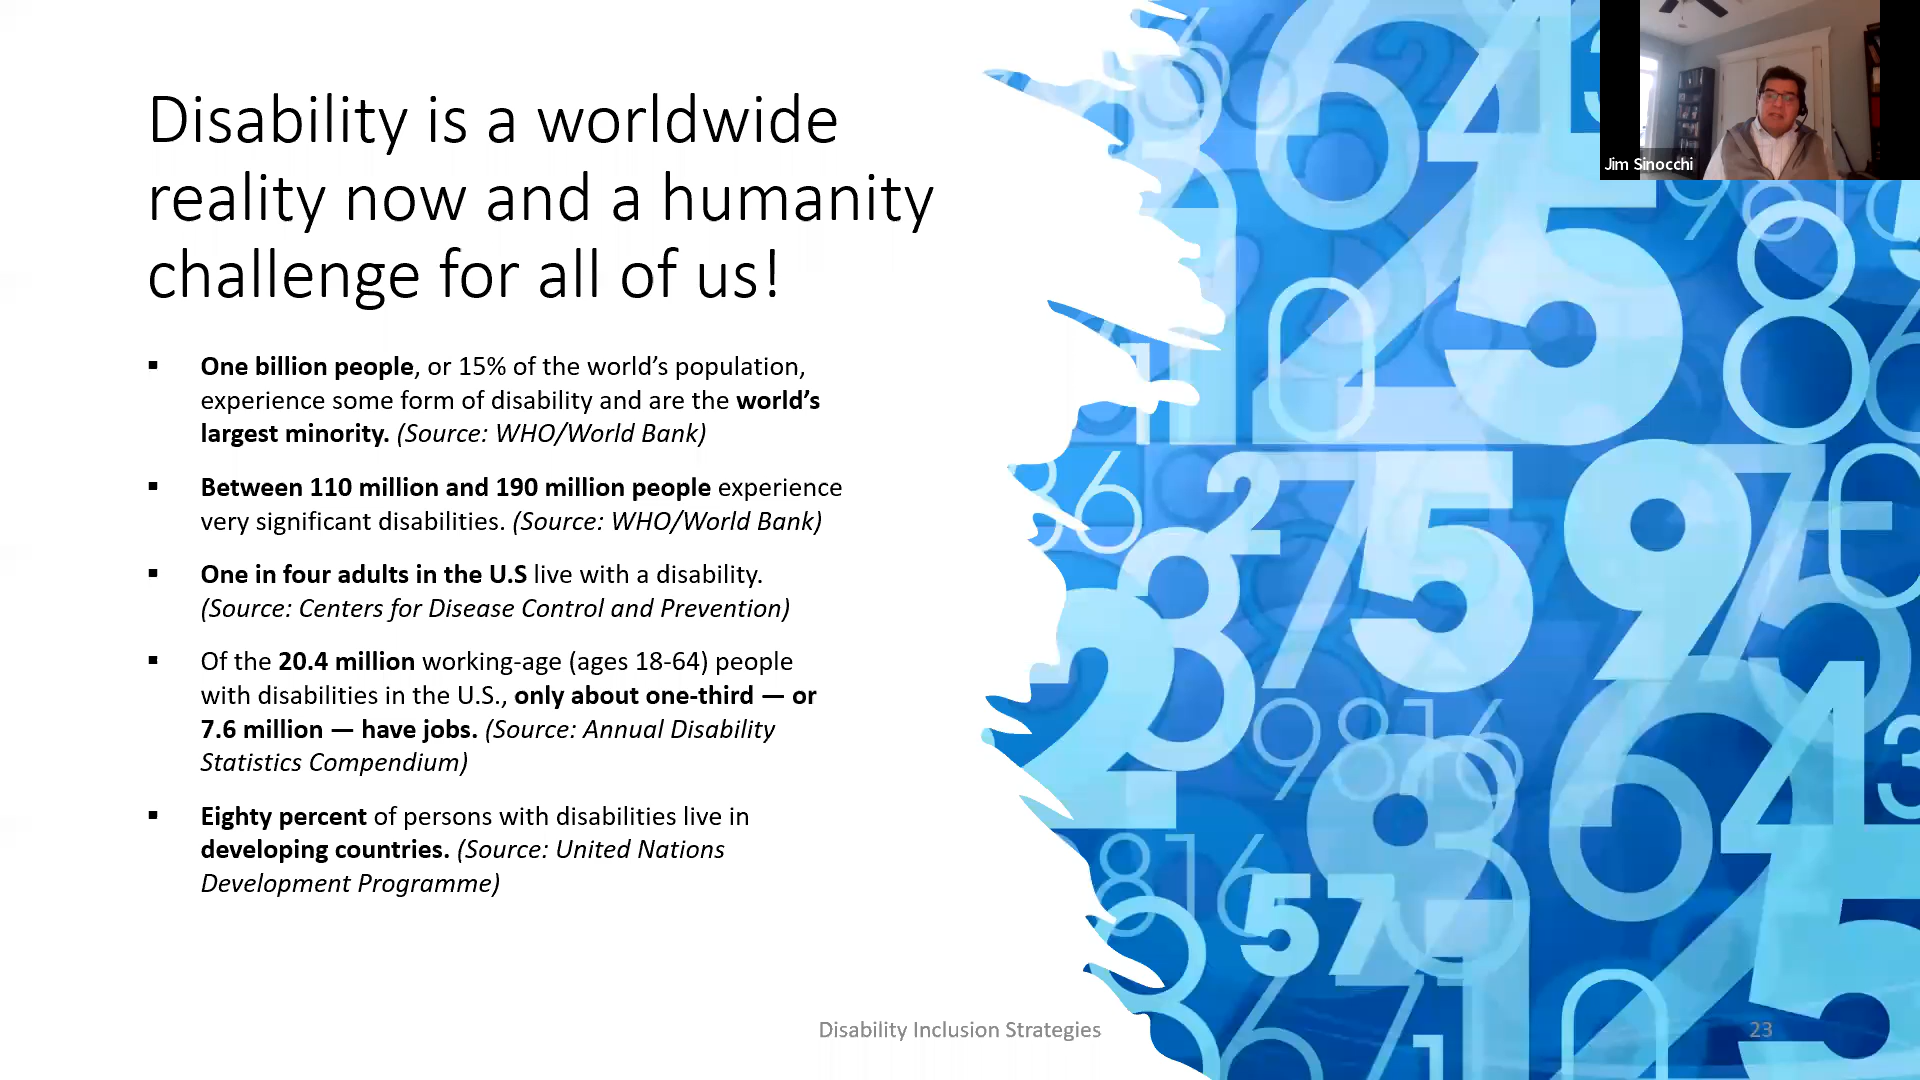 Disability is a worldwide
reality now and a humanity
challenge for all of us!
▪ One billion people, or 15% of the world’s population,
experience some form of disability and are the world’s
largest minority. (Source: WHO/World Bank)
▪ Between 110 million and 190 million people experience
very significant disabilities. (Source: WHO/World Bank)
▪ One in four adults in the U.S live with a disability.
(Source: Centers for Disease Control and Prevention)
▪ Of the 20.4 million working-age (ages 18-64) people
with disabilities in the U.S., only about one-third — or
7.6 million — have jobs. (Source: Annual Disability
Statistics Compendium)
▪ Eighty percent of persons with disabilities live in
developing countries. (Source: United Nations
Development Programme)
Disability Inclusion Strategies
23
Jim Sinocchi